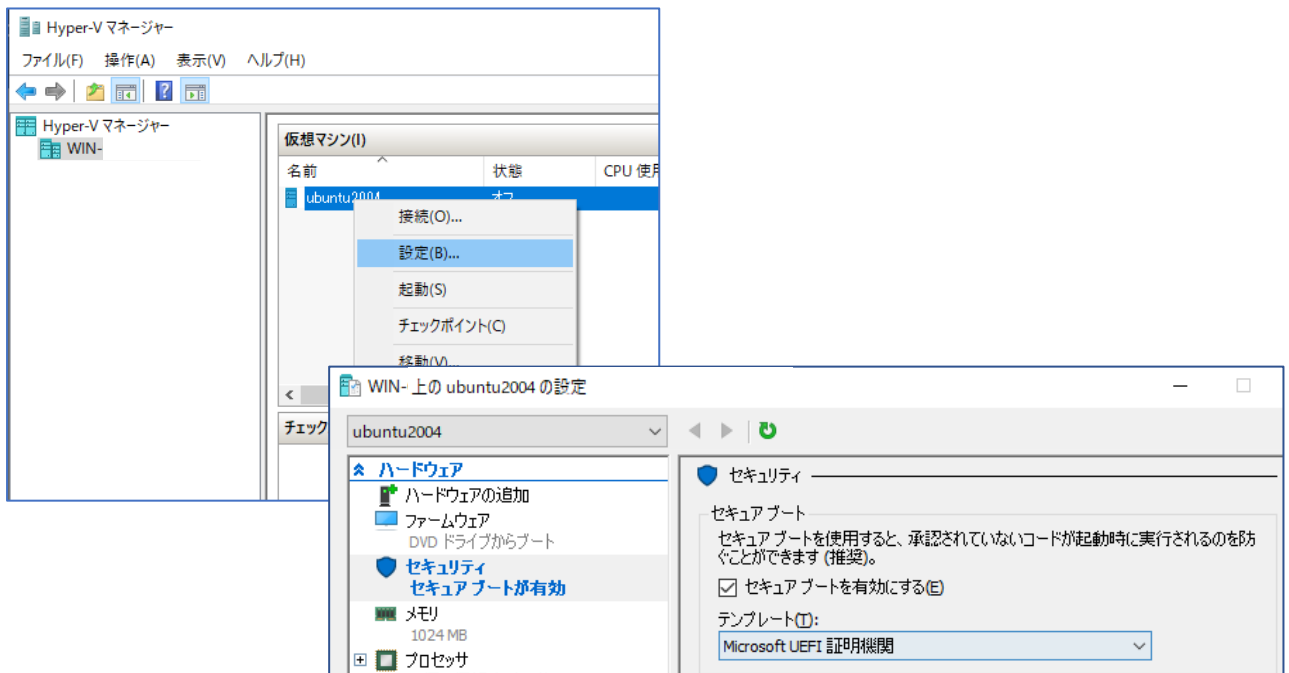 Hyper-V マネージャー
ファイル(F) 操作(A) 表示(V) ヘルプ(H)
Hyper-V マネージャー
WIN-
仮想マシン(I)
名前 状態 CPU 使用
ubuntu2004 オフ
接続(O)...
設定(B)...
起動(S)
チェックポイント(C)
移動(V)...
チェック
WIN- 上の ubuntu2004 の設定
ubuntu2004
ハードウェア
ハードウェアの追加
ファームウェア
DVD ドライブからブート
セキュリティ
セキュア ブートが有効
メモリ
1024 MB
プロセッサ
セキュリティ
セキュア ブート
セキュア ブートを使用すると、承認されていないコードが起動時に実行されるのを防
ぐことができます (推奨)。
セキュア ブートを有効にする(E)
テンプレート(T):
Microsoft UEFI 証明機関